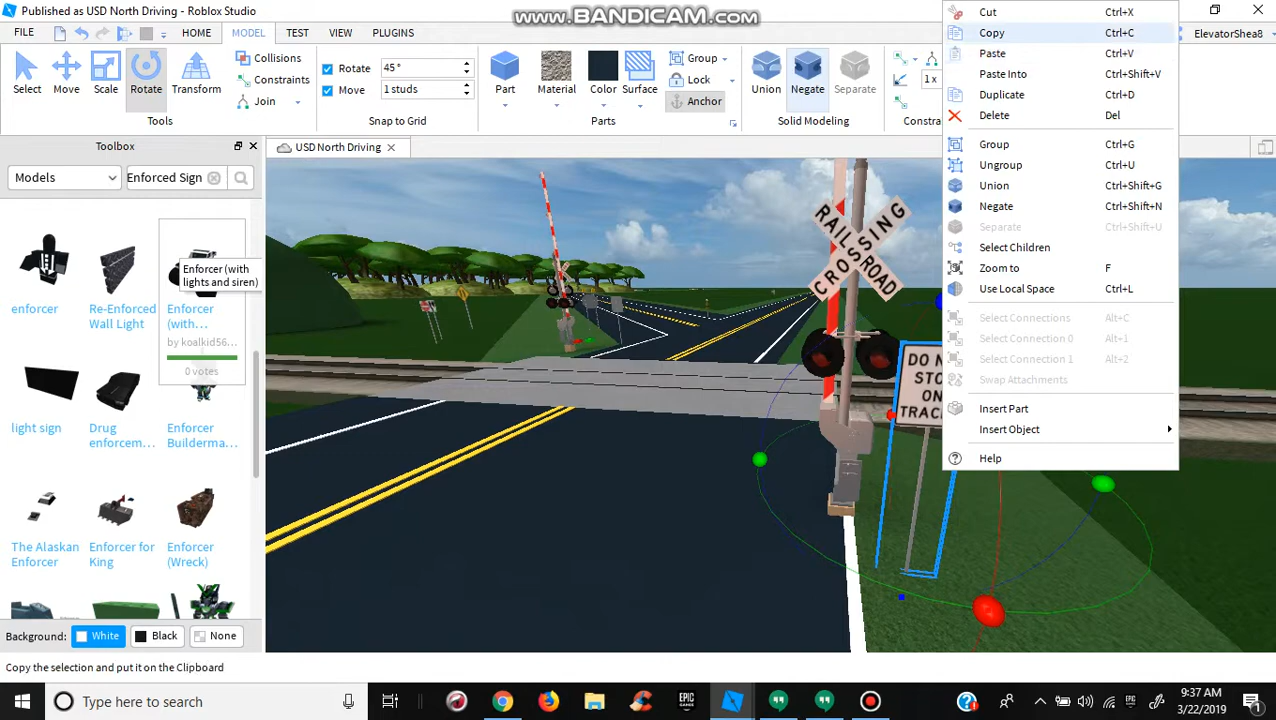 Published as USD North Driving - Roblox Studio
www.BANDICAM.com
FILE
HOME
MODEL
TEST
VIEW
PLUGINS
ElevatorShea8
Select
Move
Scale
Rotate
Transform
Tools
Collisions
Constraints
Join
Rotate
45°
Move
1 studs
Snap to Grid
Part
Material
Color
Surface
Group
Lock
Anchor
Parts
Union
Negate
Separate
Solid Modeling
1 x
Constra
Cut Ctrl+X
Copy Ctrl+C
Paste Ctrl+V
Paste Into Ctrl+Shift+V
Duplicate Ctrl+D
Delete Del
Group Ctrl+G
Ungroup Ctrl+U
Union Ctrl+Shift+G
Negate Ctrl+Shift+N
Separate Ctrl+Shift+U
Select Children
Zoom to F
Use Local Space Ctrl+L
Select Connections Alt+C
Select Connection 0 Alt+1
Select Connection 1 Alt+2
Swap Attachments
Insert Part
Insert Object
Help
Toolbox
USD North Driving
Models
Enforced Sign
Enforcer (with
lights and siren)
enforcer
Re-Enforced
Wall Light
Enforcer
(with...
by koalkid56...
0 votes
light sign
Drug
enforcem...
Enforcer
Builderma...
The Alaskan
Enforcer
Enforcer for
King
Enforcer
(Wreck)
Background:
White
Black
None
Copy the selection and put it on the Clipboard
RAILROAD
CROSSING
DO N
STO
ON
TRAC
Type here to search
EPIC
GAMES
9:37 AM
3/22/2019
1